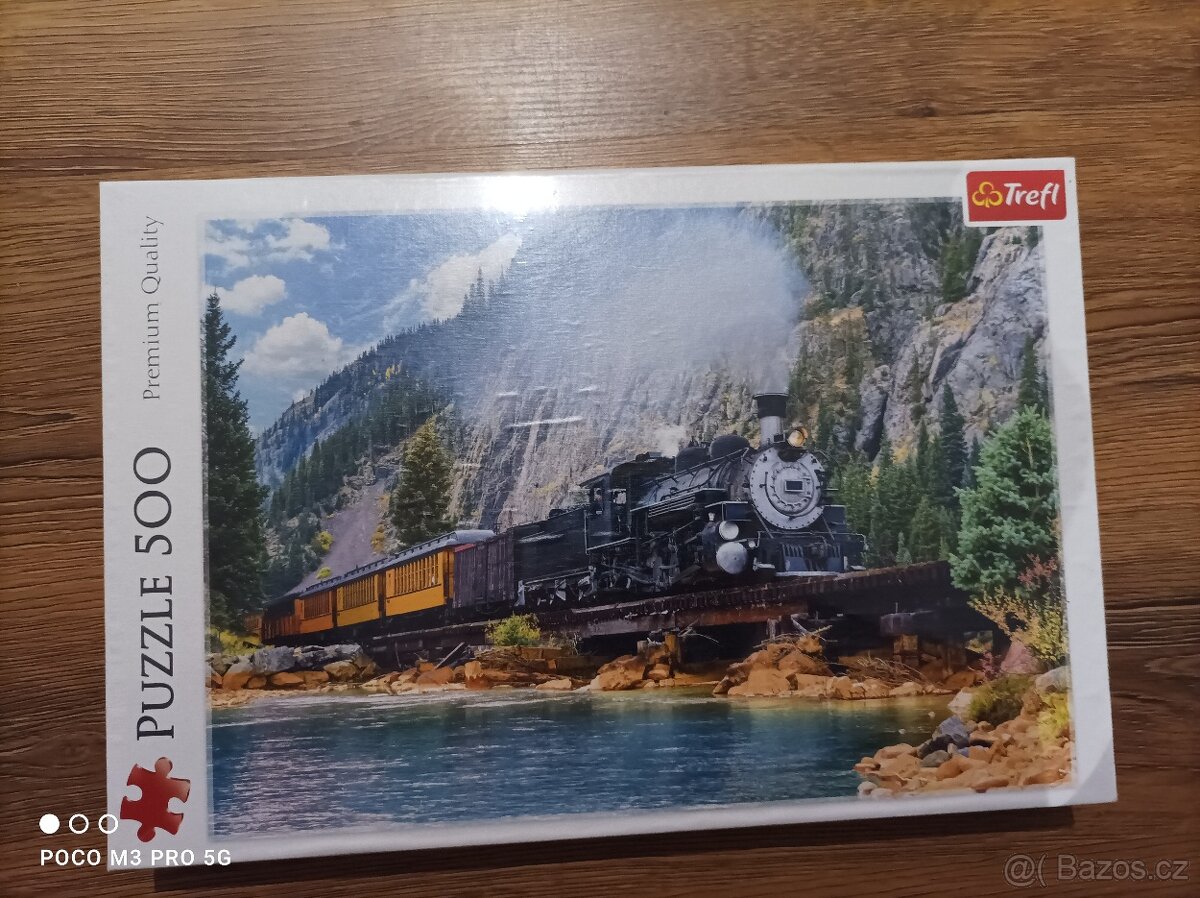 Trefl
Premium Quality
PUZZLE 500
POCO M3 PRO 5G
@( Bazos.cz